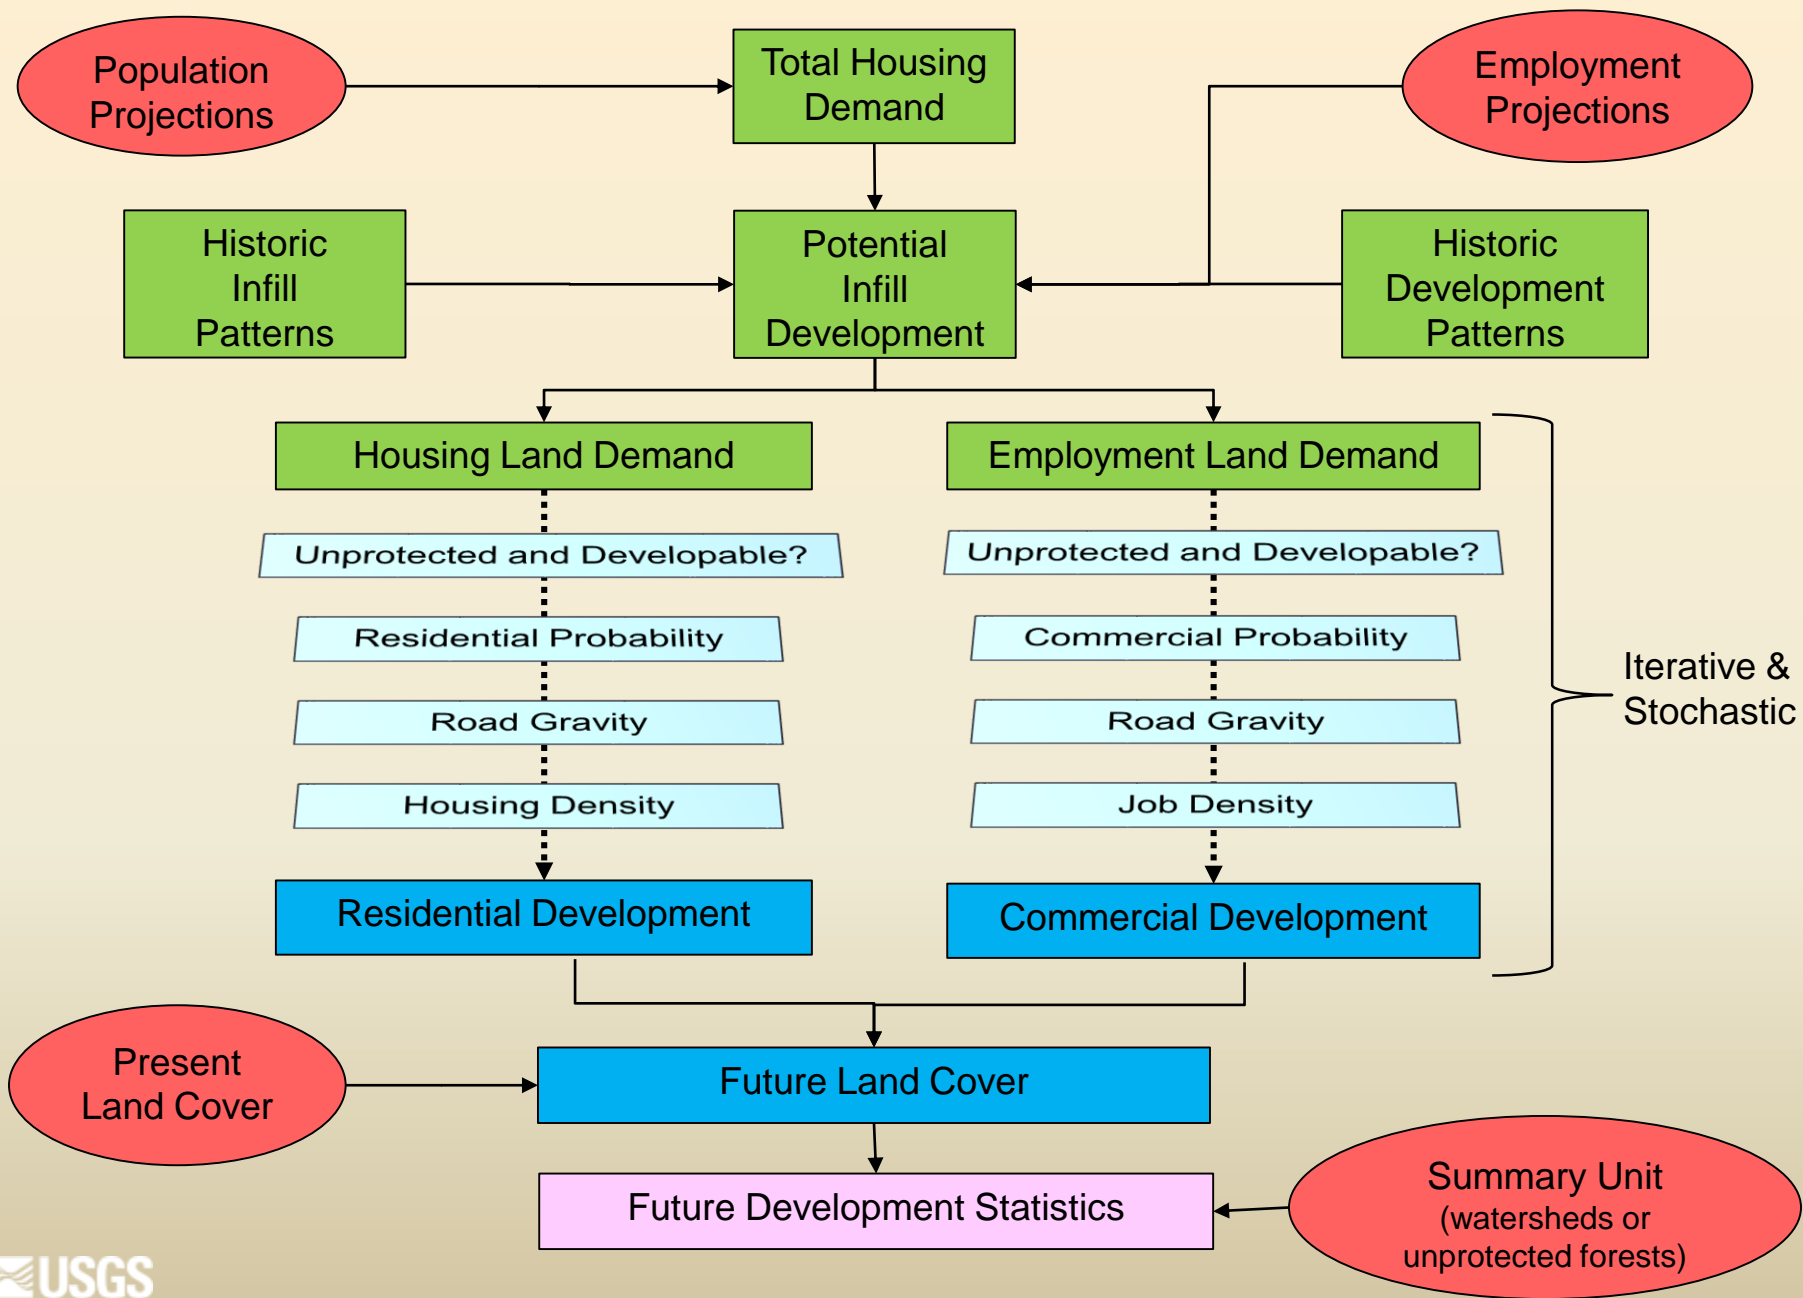 Population
Projections
Total Housing
Demand
Employment
Projections
Historic
Infill
Patterns
Potential
Infill
Development
Historic
Development
Patterns
Housing Land Demand
Employment Land Demand
Unprotected and Developable?
Unprotected and Developable?
Residential Probability
Commercial Probability
Road Gravity
Road Gravity
Housing Density
Job Density
Iterative &
Stochastic
Residential Development
Commercial Development
Present
Land Cover
Future Land Cover
Future Development Statistics
Summary Unit
(watersheds or
unprotected forests)
USGS